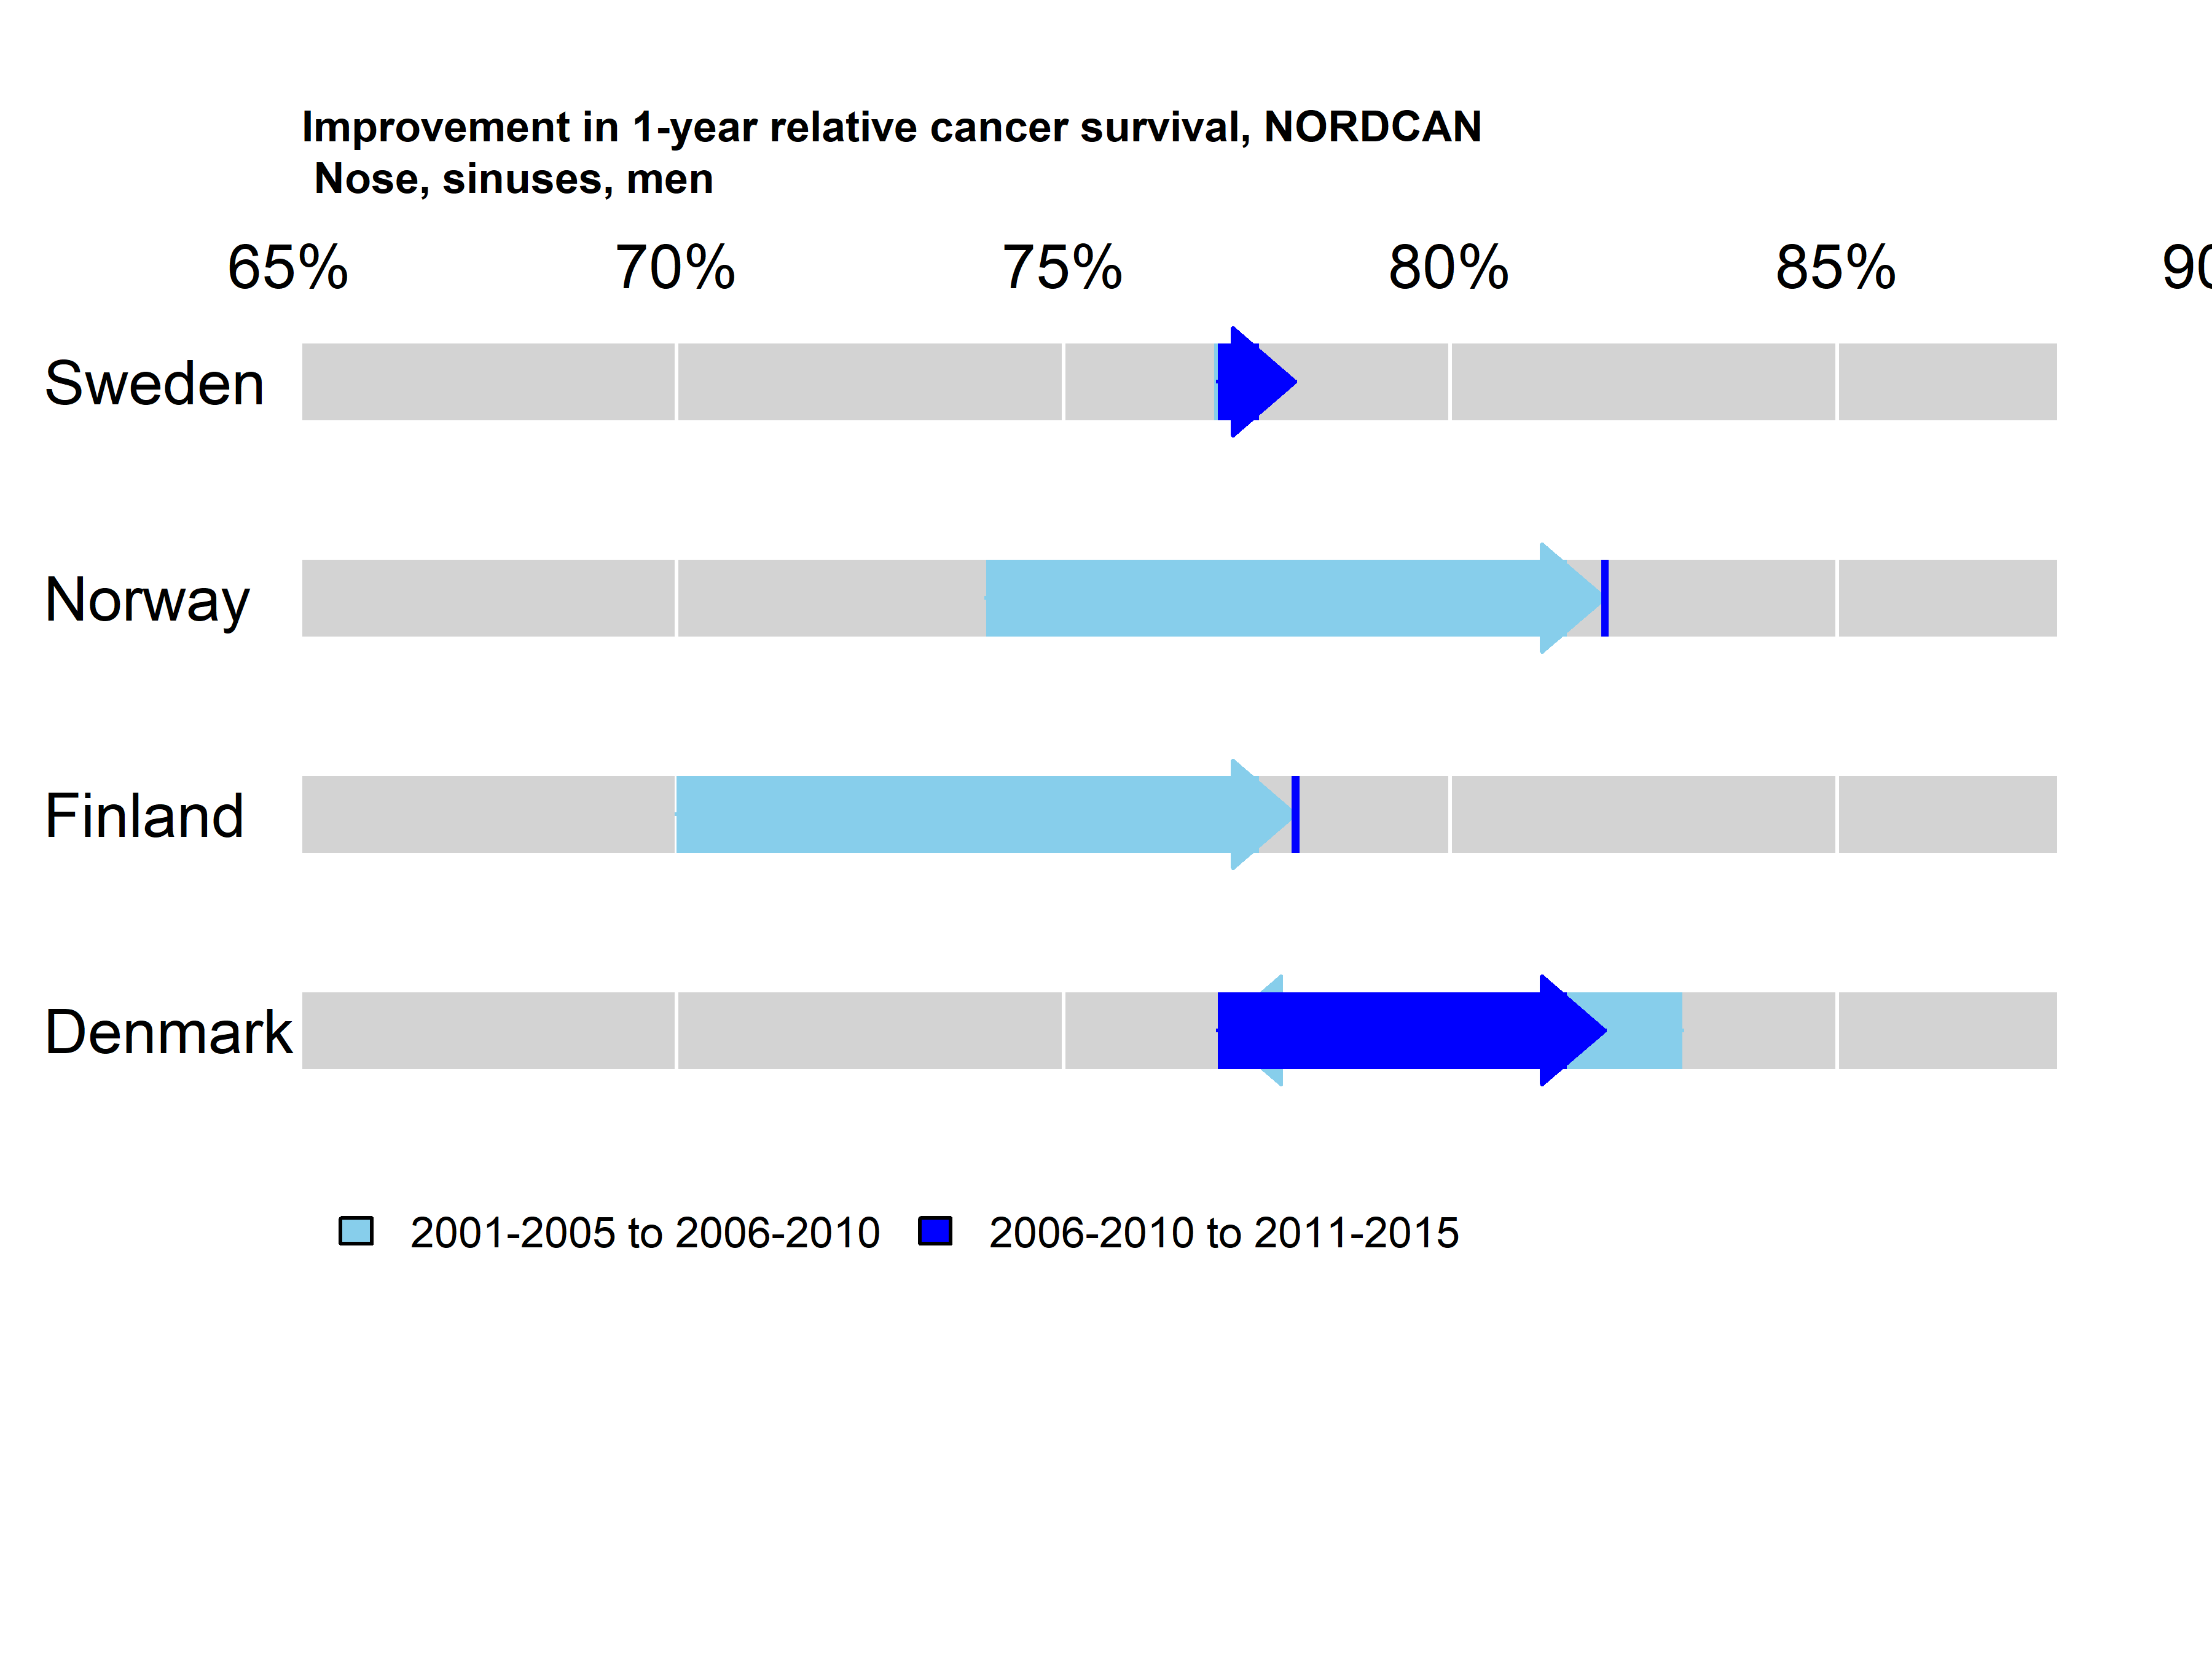 Improvement in 1-year relative cancer survival, NORDCAN
Nose, sinuses, men
65% 70% 75% 80% 85%
Sweden
Norway
Finland
Denmark
2001-2005 to 2006-2010 2006-2010 to 2011-2015